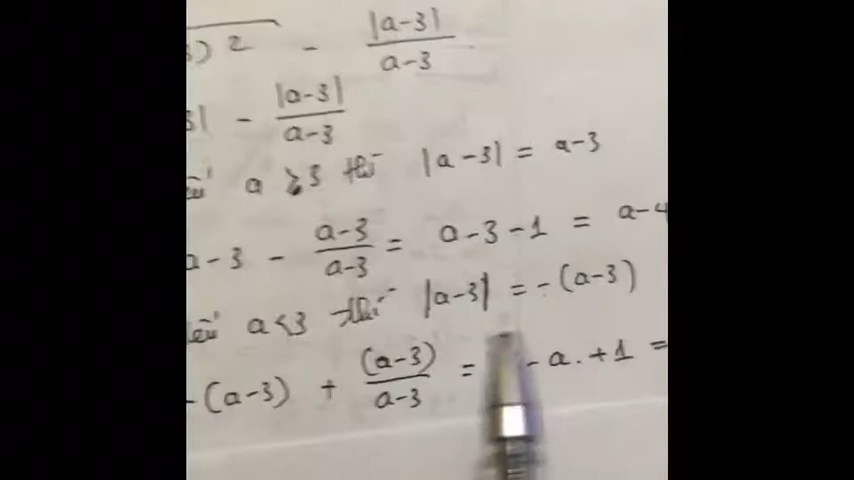 )² - |a-3|/(a-3)
| - |a-3|/(a-3)
a ≥ 3 thì |a-3| = a-3
a-3 - (a-3)/(a-3) = a-3-1 = a-4
a<3 thì |a-3| = -(a-3)
-(a-3) + (a-3)/(a-3) = -a.+1 =